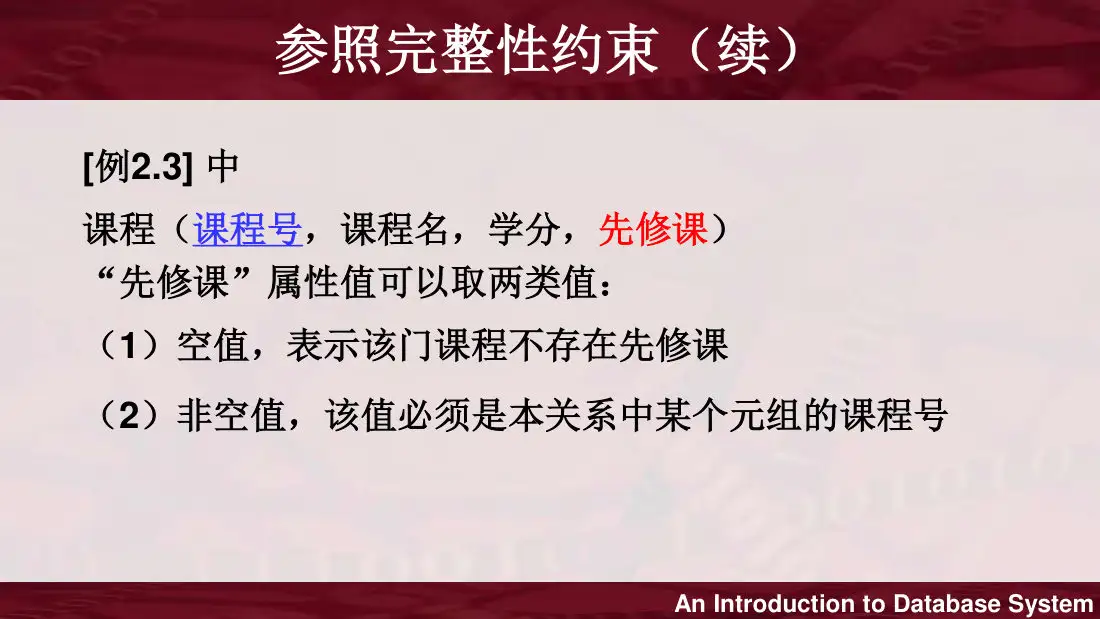 参照完整性约束（续）
[例2.3] 中
课程（课程号，课程名，学分，先修课）
“先修课”属性值可以取两类值：
（1）空值，表示该门课程不存在先修课
（2）非空值，该值必须是本关系中某个元组的课程号
An Introduction to Database System